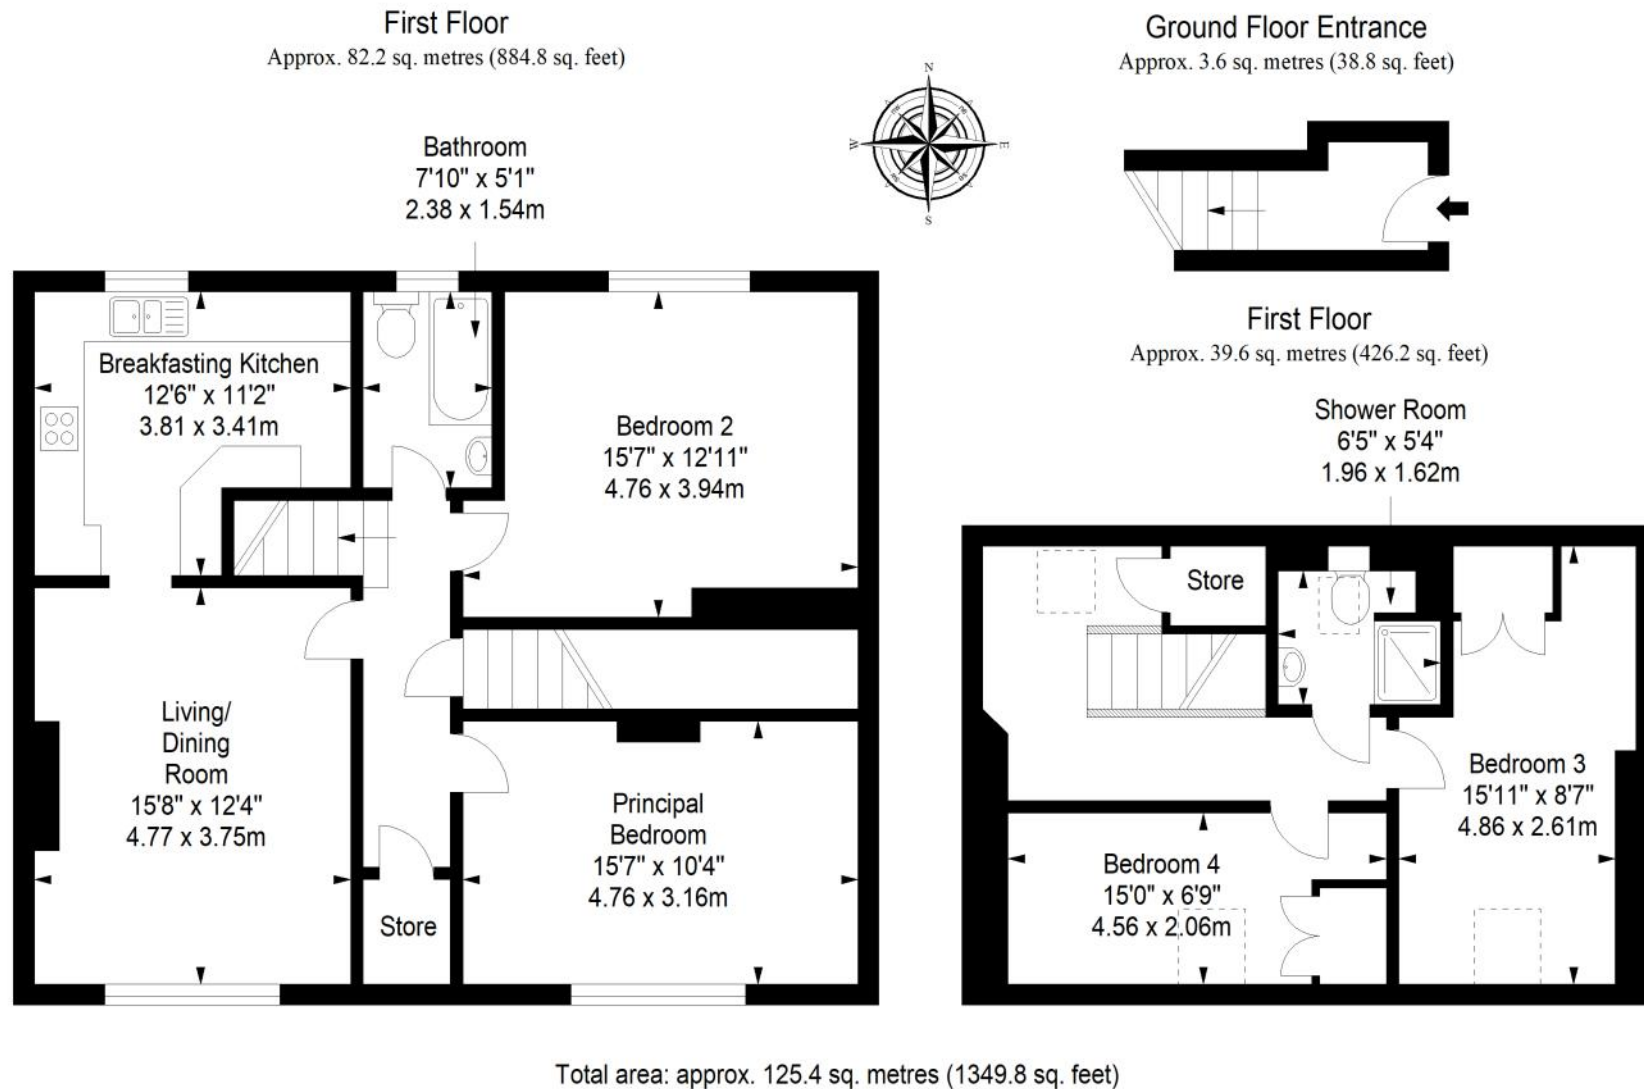 First Floor
Approx. 82.2 sq. metres (884.8 sq. feet)
Bathroom
7'10" x 5'1"
2.38 x 1.54m
Breakfasting Kitchen
12'6" x 11'2"
3.81 x 3.41m
Bedroom 2
15'7" x 12'11"
4.76 x 3.94m
Living/
Dining
Room
15'8" x 12'4"
4.77 x 3.75m
Principal
Bedroom
15'7" x 10'4"
4.76 x 3.16m
Store
N
W
E
S
Ground Floor Entrance
Approx. 3.6 sq. metres (38.8 sq. feet)
First Floor
Approx. 39.6 sq. metres (426.2 sq. feet)
Shower Room
6'5" x 5'4"
1.96 x 1.62m
Store
Bedroom 3
15'11" x 8'7"
4.86 x 2.61m
Bedroom 4
15'0" x 6'9"
4.56 x 2.06m
Total area: approx. 125.4 sq. metres (1349.8 sq. feet)